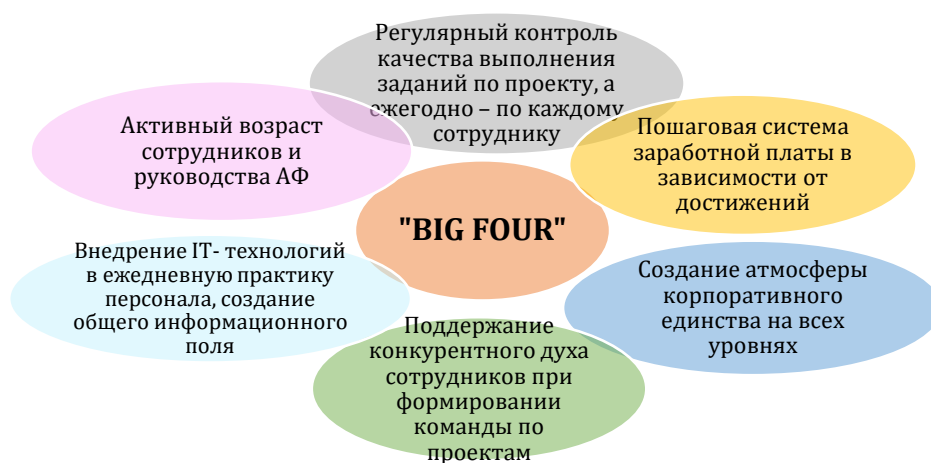 Регулярный контроль
качества выполнения
заданий по проекту, а
ежегодно – по каждому
сотруднику
Активный возраст
сотрудников и
руководства АФ
Пошаговая система
заработной платы в
зависимости от
достижений
"BIG FOUR"
Внедрение IT- технологий
в ежедневную практику
персонала, создание
общего информационного
поля
Создание атмосферы
корпоративного
единства на всех
уровнях
Поддержание
конкурентного духа
сотрудников при
формировании
команды по
проектам